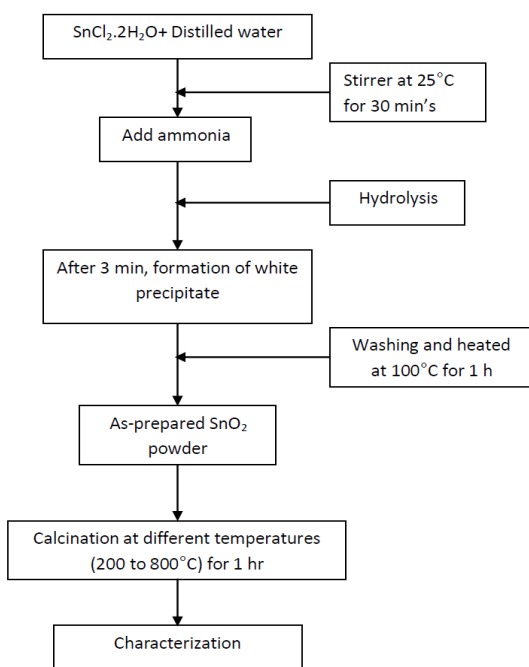 SnCl₂.2H₂O+ Distilled water
Stirrer at 25°C
for 30 min's
Add ammonia
Hydrolysis
After 3 min, formation of white
precipitate
Washing and heated
at 100°C for 1 h
As-prepared SnO₂
powder
Calcination at different temperatures
(200 to 800°C) for 1 hr
Characterization